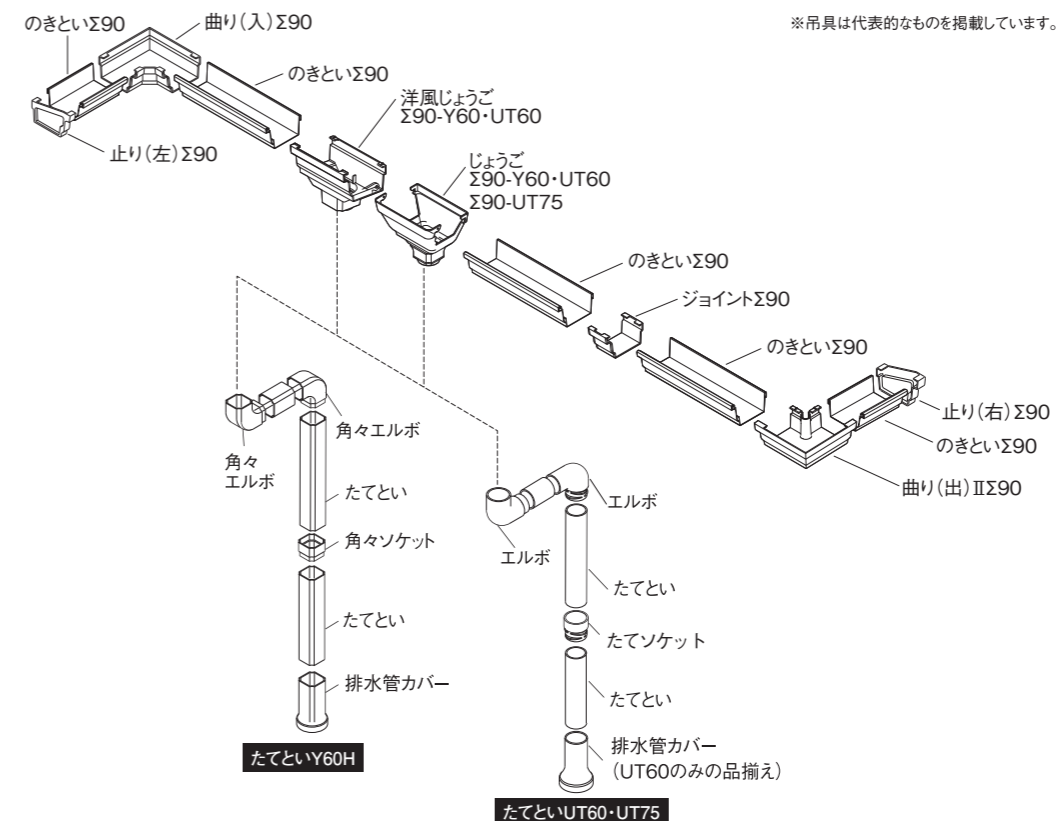 ※吊具は代表的なものを掲載しています。
のきといΣ90
曲り(入)Σ90
のきといΣ90
止り(左)Σ90
洋風じょうご
Σ90-Y60・UT60
じょうご
Σ90-Y60・UT60
Σ90-UT75
のきといΣ90
ジョイントΣ90
のきといΣ90
止り(右)Σ90
のきといΣ90
曲り(出)ⅡΣ90
角々エルボ
角々
エルボ
たてとい
角々ソケット
たてとい
排水管カバー
たてといY60H
エルボ
エルボ
たてとい
たてソケット
たてとい
排水管カバー
(UT60のみの品揃え)
たてといUT60・UT75